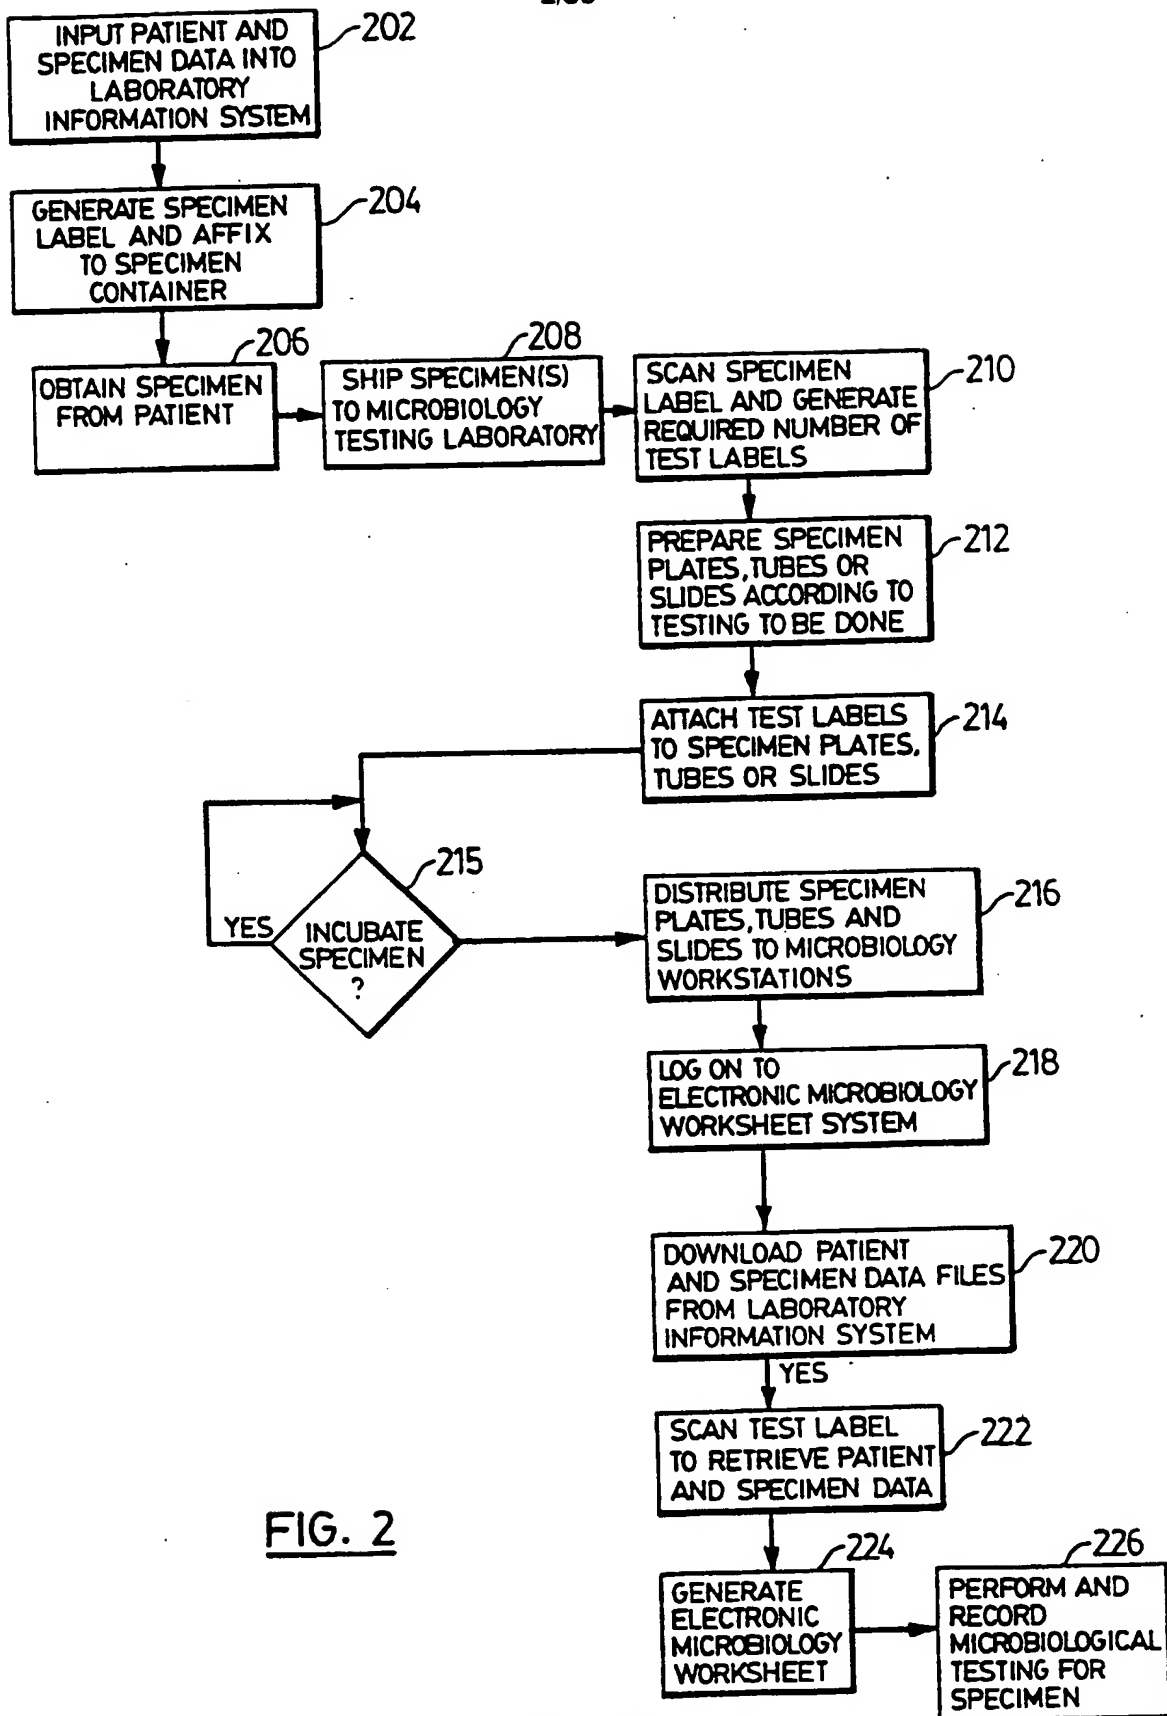 INPUT PATIENT AND
SPECIMEN DATA INTO
LABORATORY
INFORMATION SYSTEM
202
GENERATE SPECIMEN
LABEL AND AFFIX
TO SPECIMEN
CONTAINER
204
OBTAIN SPECIMEN
FROM PATIENT
206
SHIP SPECIMEN(S)
TO MICROBIOLOGY
TESTING LABORATORY
208
SCAN SPECIMEN
LABEL AND GENERATE
REQUIRED NUMBER OF
TEST LABELS
210
PREPARE SPECIMEN
PLATES, TUBES OR
SLIDES ACCORDING TO
TESTING TO BE DONE
212
ATTACH TEST LABELS
TO SPECIMEN PLATES,
TUBES OR SLIDES
214
215
YES
INCUBATE
SPECIMEN
?
DISTRIBUTE SPECIMEN
PLATES, TUBES AND
SLIDES TO MICROBIOLOGY
WORKSTATIONS
216
LOG ON TO
ELECTRONIC MICROBIOLOGY
WORKSHEET SYSTEM
218
DOWNLOAD PATIENT
AND SPECIMEN DATA FILES
FROM LABORATORY
INFORMATION SYSTEM
220
YES
SCAN TEST LABEL
TO RETRIEVE PATIENT
AND SPECIMEN DATA
222
GENERATE
ELECTRONIC
MICROBIOLOGY
WORKSHEET
224
PERFORM AND
RECORD
MICROBIOLOGICAL
TESTING FOR
SPECIMEN
226
FIG. 2